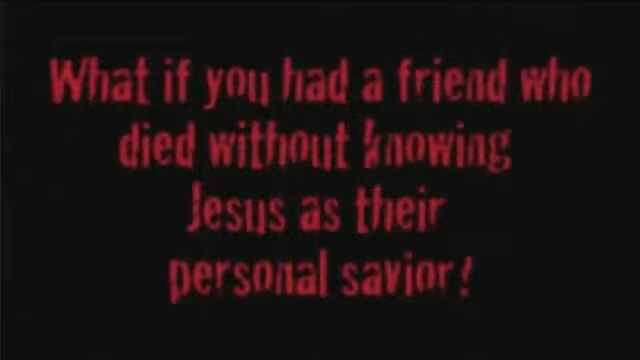 What if you had a friend who
died without knowing
Jesus as their
personal savior?